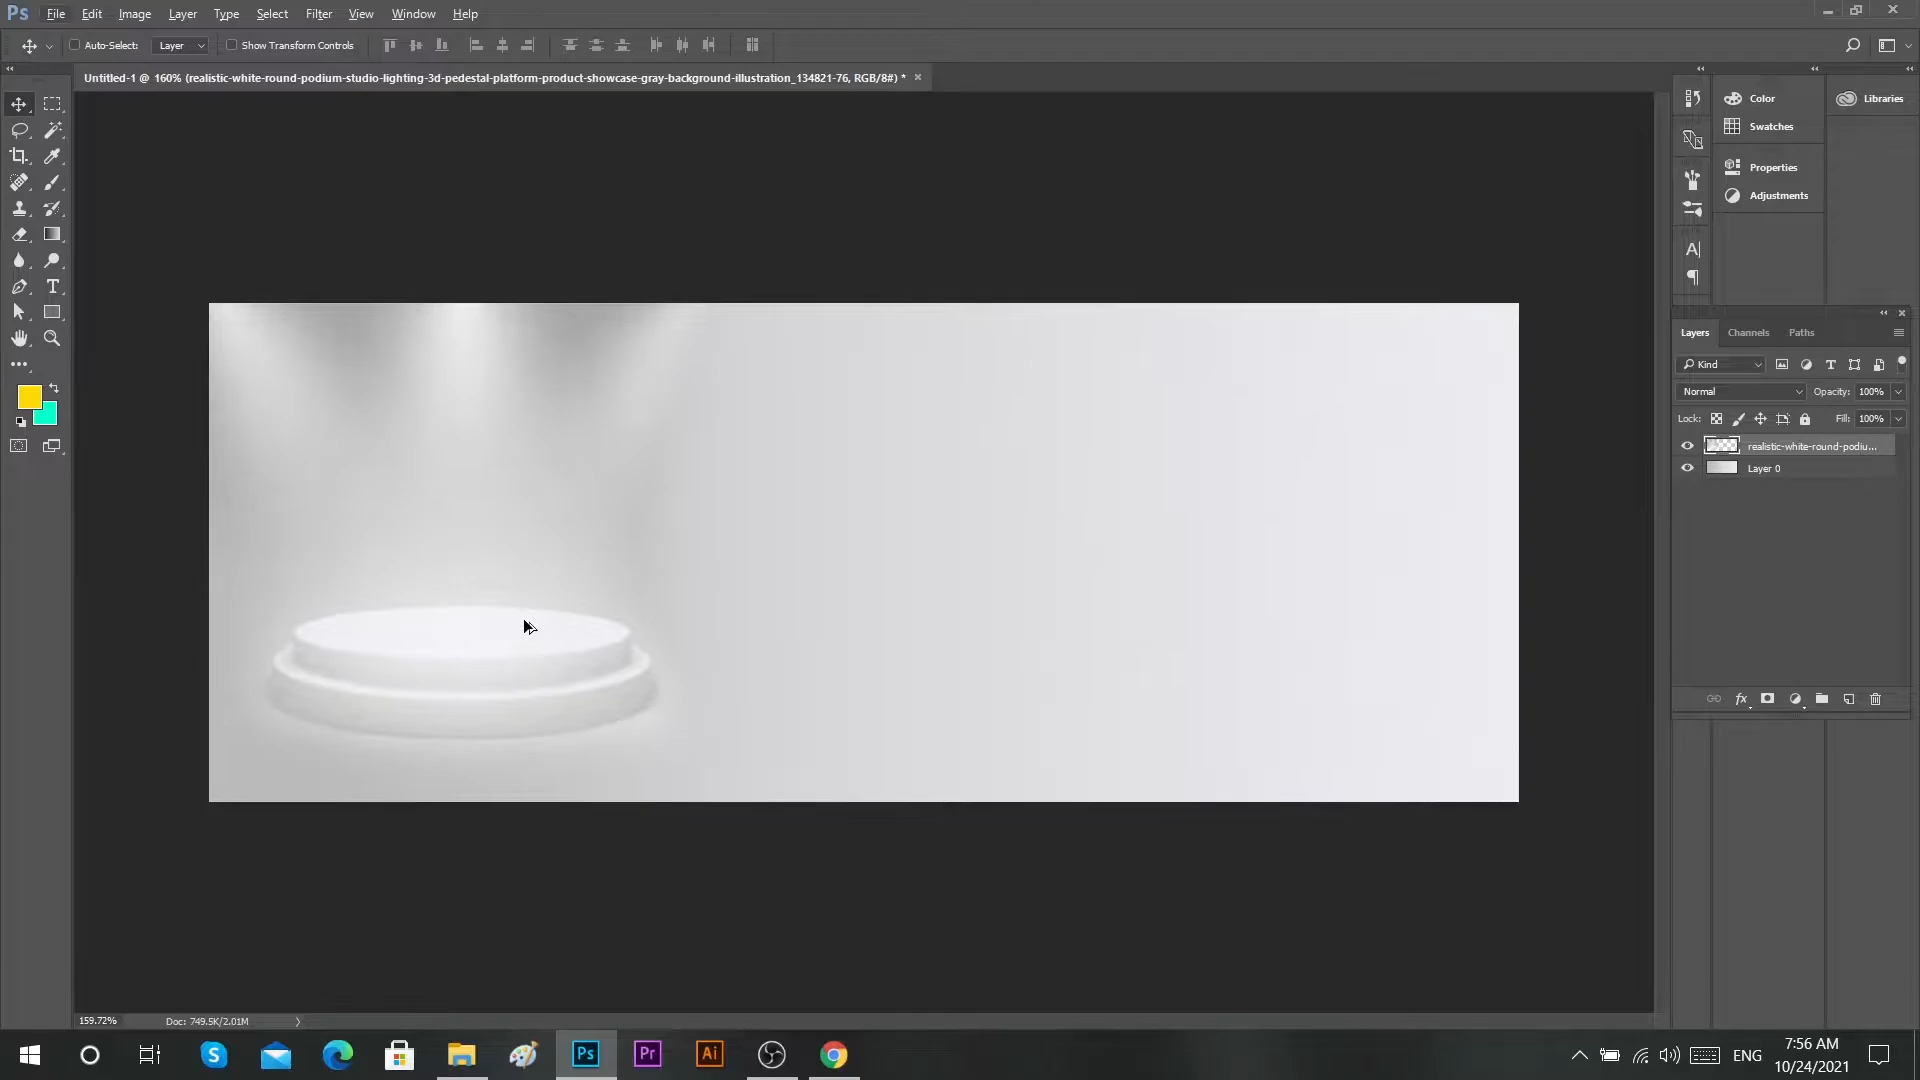 Ps File Edit Image Layer Type Select Filter View Window Help
Auto-Select: Layer Show Transform Controls
Untitled-1 @ 160% (realistic-white-round-podium-studio-lighting-3d-pedestal-platform-product-showcase-gray-background-illustration_134821-76, RGB/8#) *
Color
Libraries
Swatches
Properties
Adjustments
Layers Channels Paths
Kind
Normal Opacity: 100%
Lock: Fill: 100%
realistic-white-round-podiu...
Layer 0
159.72% Doc: 749.5K/2.01M
Ps Pr Ai
ENG
7:56 AM
10/24/2021